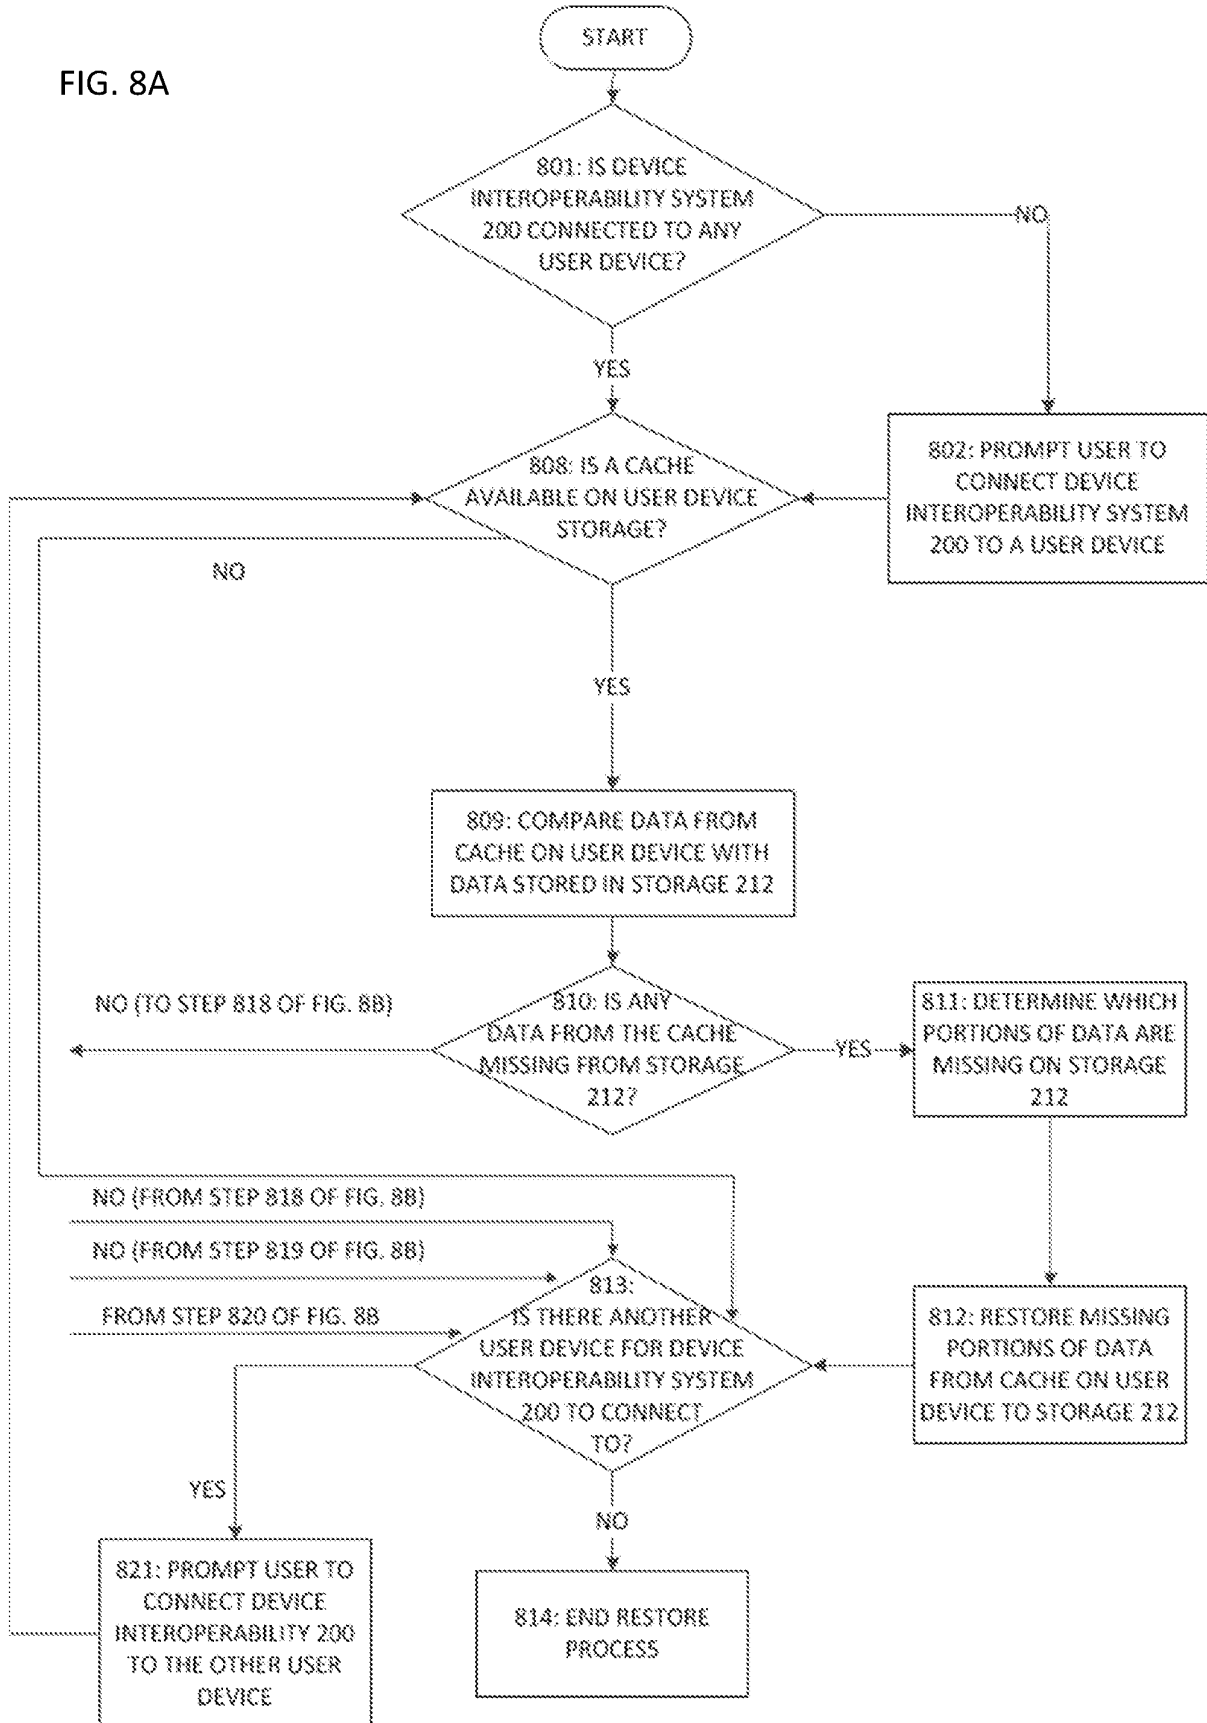 START
FIG. 8A
801: IS DEVICE
INTEROPERABILITY SYSTEM
200 CONNECTED TO ANY
USER DEVICE?
NO
YES
808: IS A CACHE
AVAILABLE ON USER DEVICE
STORAGE?
802: PROMPT USER TO
CONNECT DEVICE
INTEROPERABILITY SYSTEM
200 TO A USER DEVICE
NO
YES
809: COMPARE DATA FROM
CACHE ON USER DEVICE WITH
DATA STORED IN STORAGE 212
NO (TO STEP 818 OF FIG. 8B)
810: IS ANY
DATA FROM THE CACHE
MISSING FROM STORAGE
212?
YES
811: DETERMINE WHICH
PORTIONS OF DATA ARE
MISSING ON STORAGE
212
NO (FROM STEP 818 OF FIG. 8B)
NO (FROM STEP 819 OF FIG. 8B)
FROM STEP 820 OF FIG. 8B
813:
IS THERE ANOTHER
USER DEVICE FOR DEVICE
INTEROPERABILITY SYSTEM
200 TO CONNECT
TO?
812: RESTORE MISSING
PORTIONS OF DATA
FROM CACHE ON USER
DEVICE TO STORAGE 212
YES
NO
821: PROMPT USER TO
CONNECT DEVICE
INTEROPERABILITY 200
TO THE OTHER USER
DEVICE
814: END RESTORE
PROCESS